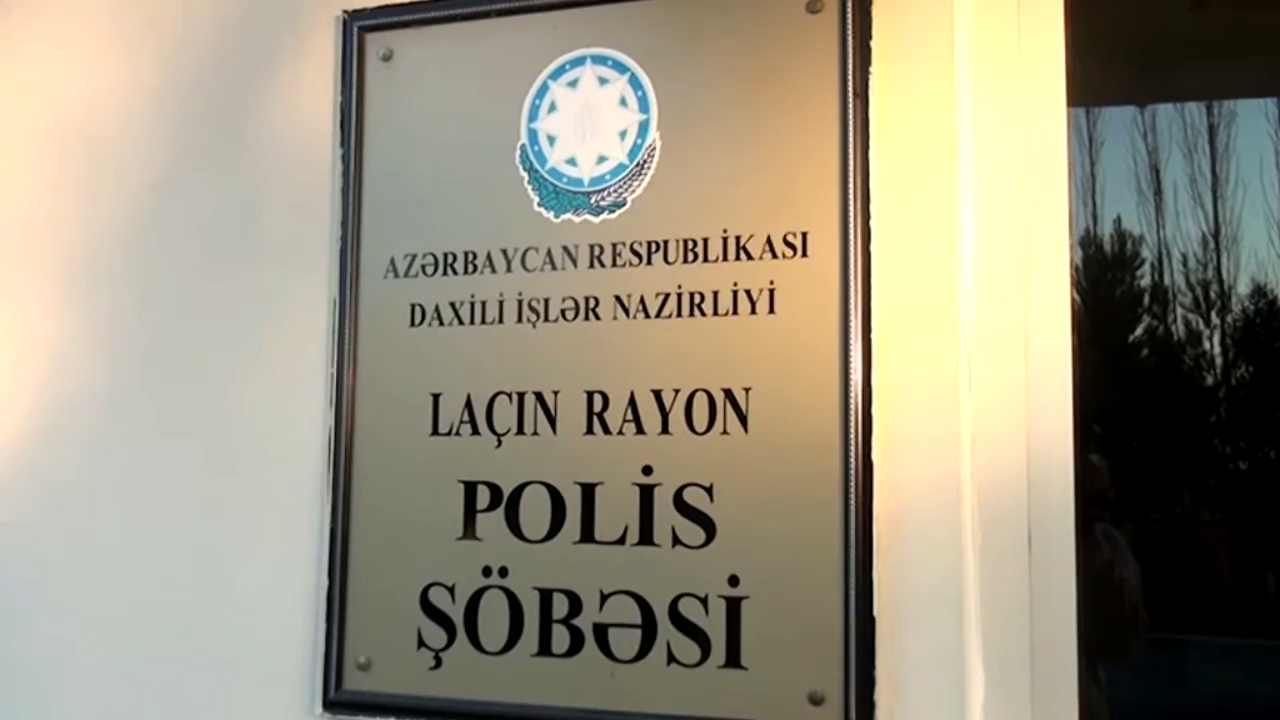 AZƏRBAYCAN RESPUBLİKASI
DAXİLİ İŞLƏR NAZİRLİYİ
LAÇIN RAYON
POLİS
ŞÖBƏSİ